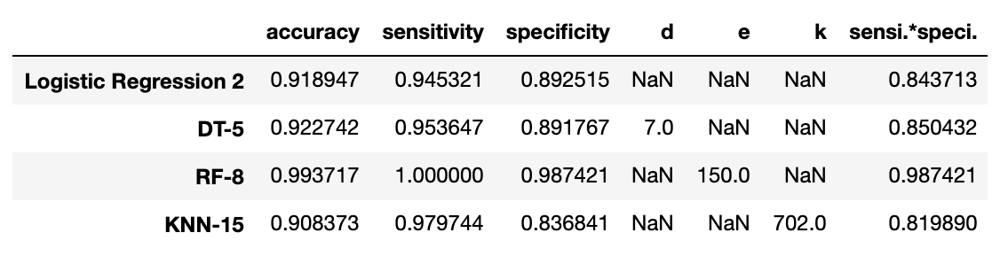 accuracy sensitivity specificity d e k sensi.*speci.
Logistic Regression 2 0.918947 0.945321 0.892515 NaN NaN NaN 0.843713
DT-5 0.922742 0.953647 0.891767 7.0 NaN NaN 0.850432
RF-8 0.993717 1.000000 0.987421 NaN 150.0 NaN 0.987421
KNN-15 0.908373 0.979744 0.836841 NaN NaN 702.0 0.819890